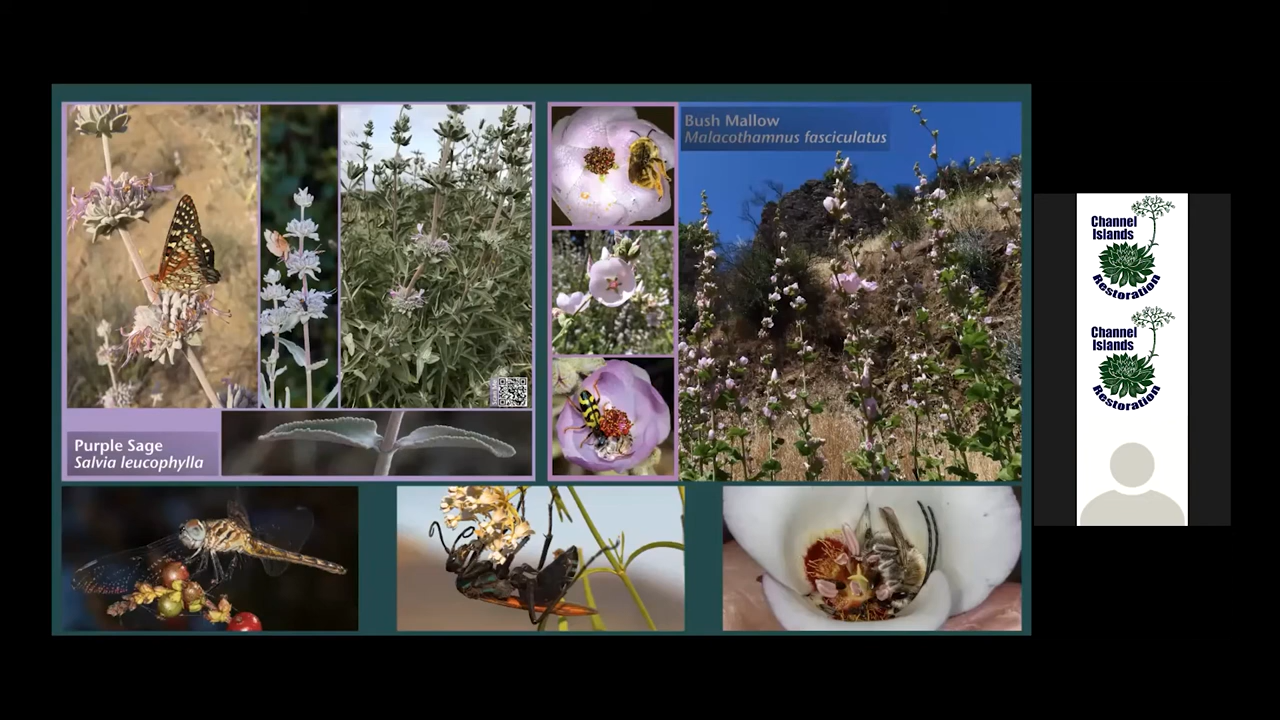 Bush Mallow
Malacothamnus fasciculatus
Purple Sage
Salvia leucophylla
Channel
Islands
Restoration
Channel
Islands
Restoration